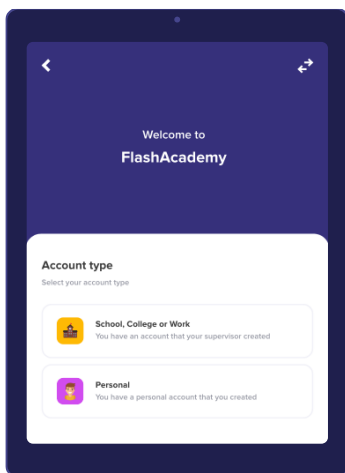 Welcome to
FlashAcademy
Account type
Select your account type
School, College or Work
You have an account that your supervisor created
Personal
You have a personal account that you created